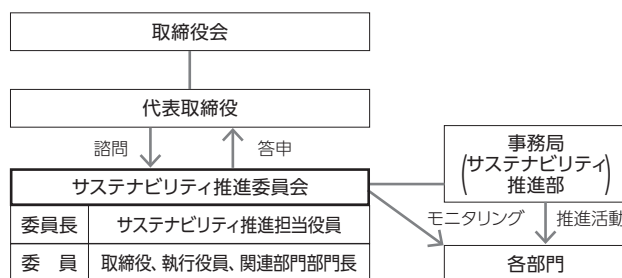 取締役会
代表取締役
諮問
答申
サステナビリティ推進委員会
委員長 サステナビリティ推進担当役員
委　員 取締役、執行役員、関連部門部門長
事務局
(サステナビリティ
推進部)
モニタリング
推進活動
各部門